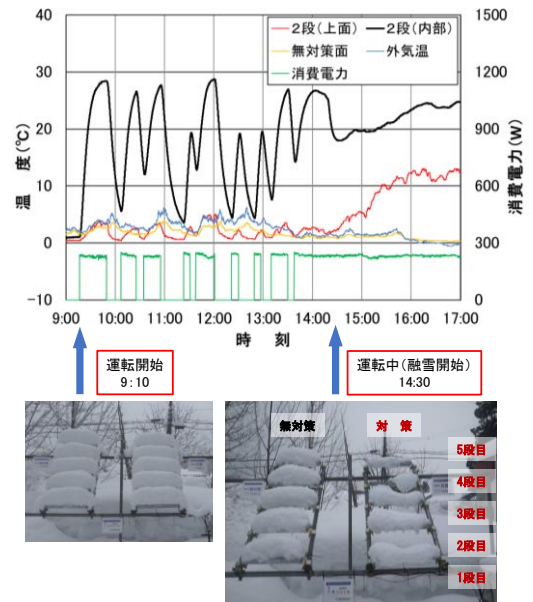 40
30
20
10
0
-10
温 度(℃)
2段(上面)
2段(内部)
無対策面
外気温
消費電力
1500
1200
900
600
300
0
消費電力(W)
9:00 10:00 11:00 12:00 13:00 14:00 15:00 16:00 17:00
時 刻
運転開始
9:10
運転中(融雪開始)
14:30
無対策
対 策
5段目
4段目
3段目
2段目
1段目